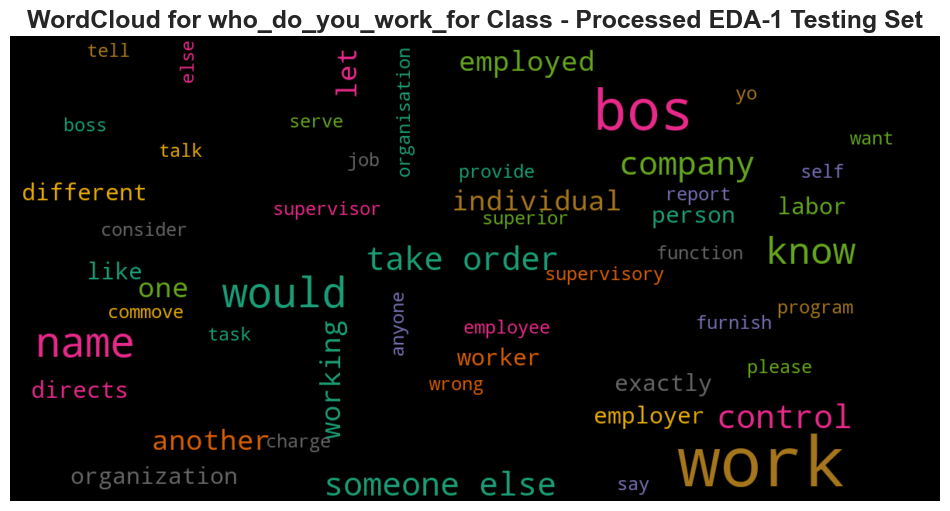 WordCloud for who_do_you_work_for Class - Processed EDA-1 Testing Set
tell
else
let
organisation
employed
bos
yo
boss
serve
want
talk
job
company
provide
self
different
individual
report
supervisor
superior
person
labor
consider
take order
function
know
like
supervisory
one
would
commove
anyone
program
name
task
working
employee
furnish
worker
please
directs
wrong
exactly
employer
control
another
charge
work
organization
someone else
say